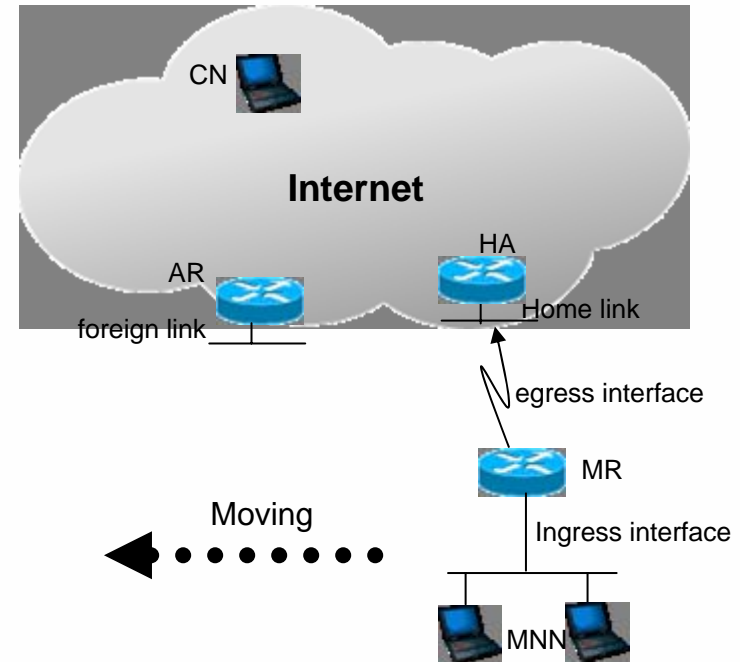 CN
Internet
HA
AR
Home link
foreign link
egress interface
MR
Moving
Ingress interface
MNN